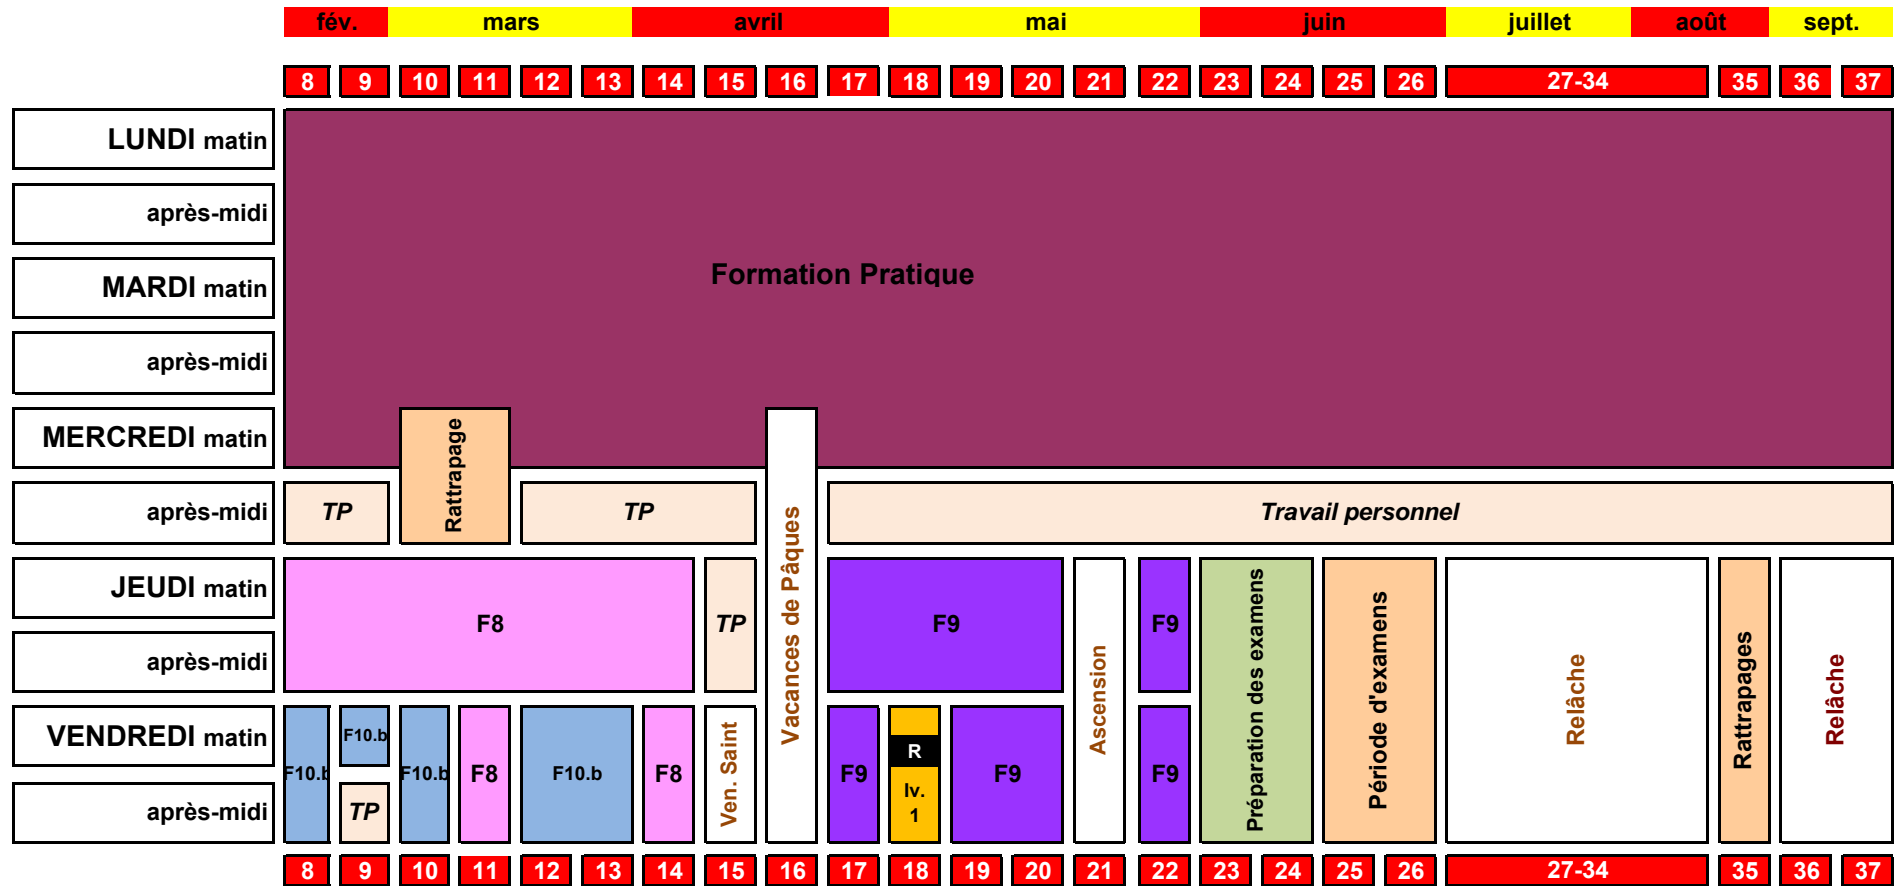 fév. mars avril mai juin juillet août sept.
8 9 10 11 12 13 14 15 16 17 18 19 20 21 22 23 24 25 26 27-34 35 36 37
LUNDI matin
après-midi
Formation Pratique
MARDI matin
après-midi
MERCREDI matin
Rattrapage
Vacances de Pâques
après-midi
TP
TP
Travail personnel
JEUDI matin
F8
TP
F9
Ascension
F9
Préparation des examens
Période d'examens
Relâche
Rattrapages
Relâche
après-midi
VENDREDI matin
F10.b
F10.b
F10.b
F8
F10.b
F8
Ven. Saint
F9
R
Iv.
1
F9
F9
après-midi
TP
8 9 10 11 12 13 14 15 16 17 18 19 20 21 22 23 24 25 26 27-34 35 36 37